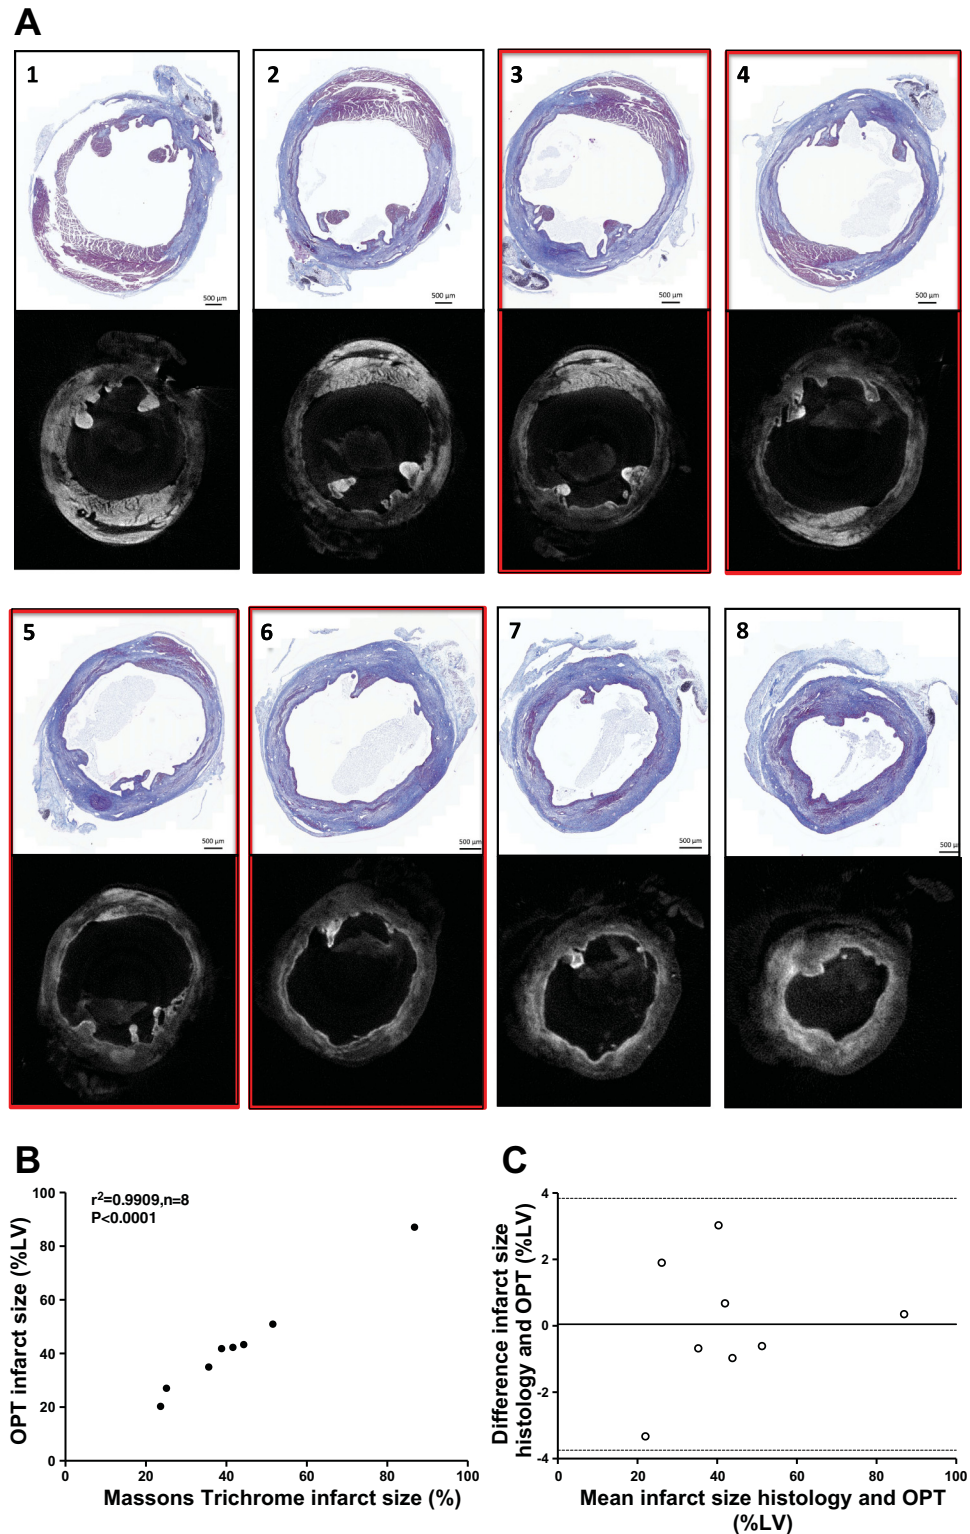 A
1
2
3
4
500 µm
500 µm
500 µm
500 µm
5
6
7
8
500 µm
500 µm
500 µm
500 µm
B
C
r²=0.9909,n=8
P<0.0001
OPT infarct size (%LV)
100
80
60
40
20
0
0 20 40 60 80 100
Massons Trichrome infarct size (%)
Difference infarct size
histology and OPT (%LV)
4
2
0
-2
-4
0 20 40 60 80 100
Mean infarct size histology and OPT
(%LV)